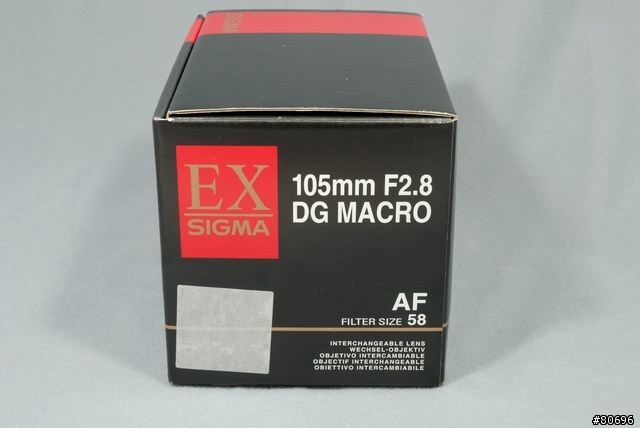 SIGMA
EX
SIGMA
105mm F2.8
DG MACRO
AF
FILTER SIZE 58
INTERCHANGEABLE LENS
WECHSEL-OBJEKTIV
OBJETIVO INTERCAMBIABLE
OBJECTIF INTERCHANGEABLE
OBIETTIVO INTERCAMBIABILE
#80696